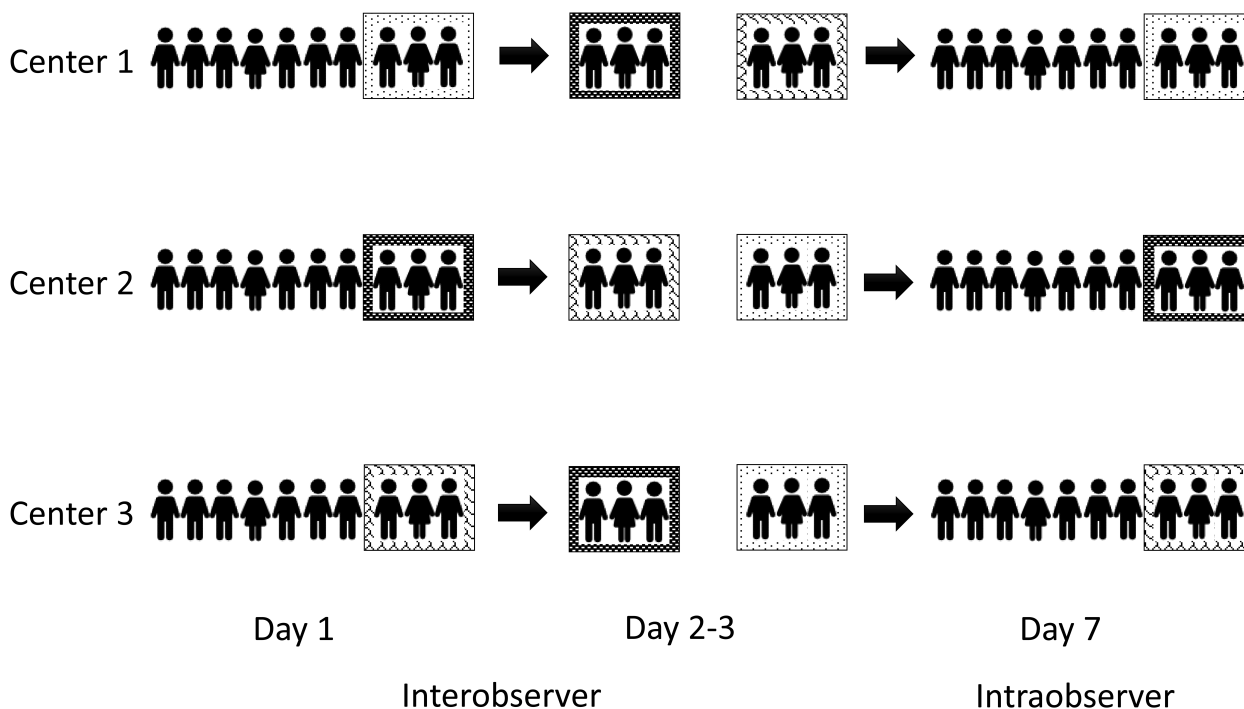 Center 1
Center 2
Center 3
Day 1
Day 2-3
Day 7
Interobserver
Intraobserver